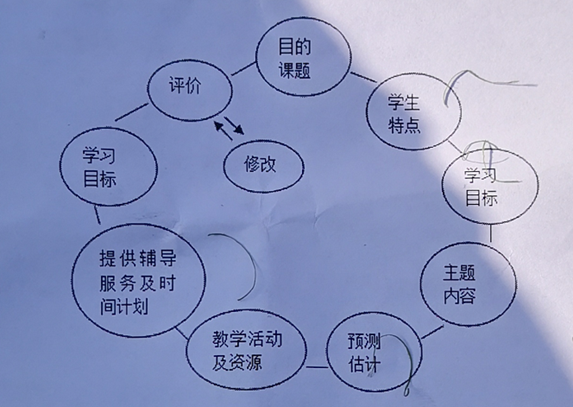 目的
课题
评价
学生
特点
修改
学习
目标
学习
目标
提供辅导
服务及时
间计划
主题
内容
教学活动
及资源
预测
估计